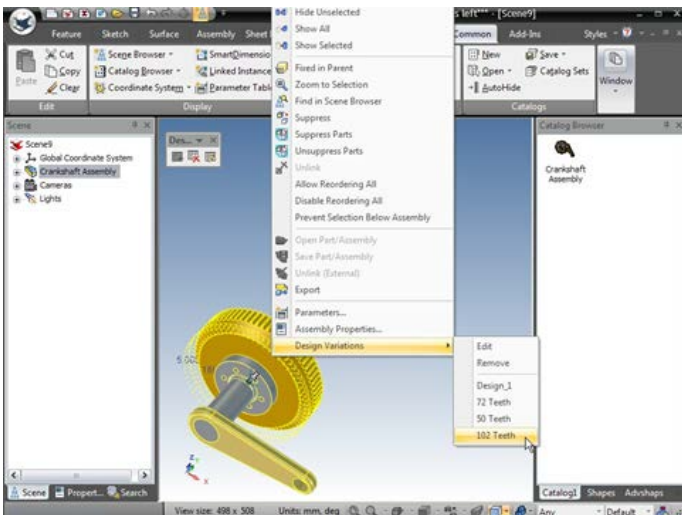 Hide Unselected
s left*** - [Scene9]
Show All
Show Selected
Feature Sketch Surface Assembly Sheet
Common Add-Ins Styles
Cut
Copy
Clear
Paste
Edit
Scene Browser
Catalog Browser
Coordinate System
SmartDimensio
Linked Instance
Parameter Tabl
Display
New
Open
AutoHide
Save
Catalog Sets
Window
Catalogs
Fixed in Parent
Zoom to Selection
Find in Scene Browser
Suppress
Suppress Parts
Unsuppress Parts
Unlink
Allow Reordering All
Disable Reordering All
Prevent Selection Below Assembly
Open Part/Assembly
Save Part/Assembly
Unlink (External)
Export
Parameters...
Assembly Properties...
Design Variations
Edit
Remove
Design_1
72 Teeth
50 Teeth
102 Teeth
Scene
Scene9
Global Coordinate System
Crankshaft Assembly
Cameras
Lights
Des...
Catalog Browser
Crankshaft
Assembly
z
x
Scene Propert... Search
Catalog1 Shapes Advshaps
View size: 498 x 508 Units: mm, deg
Any Default